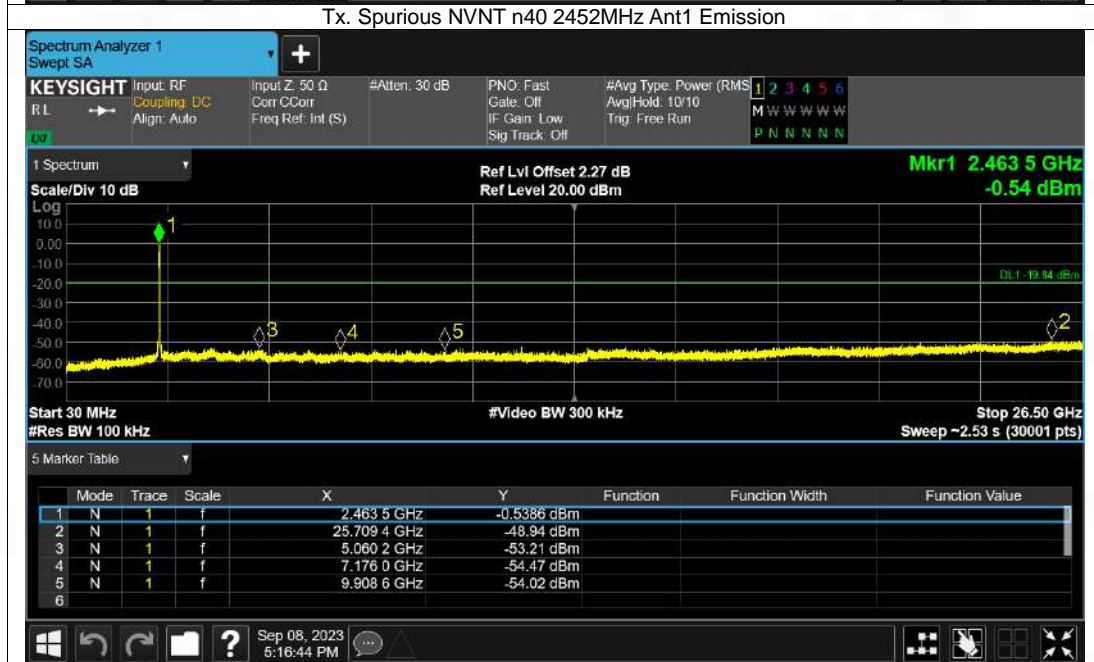 Tx. Spurious NVNT n40 2452MHz Ant1 Emission
Spectrum Analyzer 1
Swept SA
+
KEYSIGHT Input: RF Input Z: 50 Ω #Atten: 30 dB PNO: Fast #Avg Type: Power (RMS 1 2 3 4 5 6
RL Coupling: DC Corr CCorr Gate: Off Avg|Hold: 10/10 M W W W W W
Align: Auto Freq Ref: Int (S) IF Gain: Low Trig: Free Run
LXI Sig Track: Off P N N N N N
1 Spectrum Ref Lvl Offset 2.27 dB Mkr1 2.463 5 GHz
Scale/Div 10 dB Ref Level 20.00 dBm -0.54 dBm
Log
10.0
1
0.00
-10.0
DL1 -19.84 dBm
-20.0
-30.0
-40.0
3 4 5 2
-50.0
-60.0
-70.0
Start 30 MHz #Video BW 300 kHz Stop 26.50 GHz
#Res BW 100 kHz Sweep ~2.53 s (30001 pts)
5 Marker Table
Mode Trace Scale X Y Function Function Width Function Value
1 N 1 f 2.463 5 GHz -0.5386 dBm
2 N 1 f 25.709 4 GHz -48.94 dBm
3 N 1 f 5.060 2 GHz -53.21 dBm
4 N 1 f 7.176 0 GHz -54.47 dBm
5 N 1 f 9.908 6 GHz -54.02 dBm
6
? Sep 08, 2023
5:16:44 PM